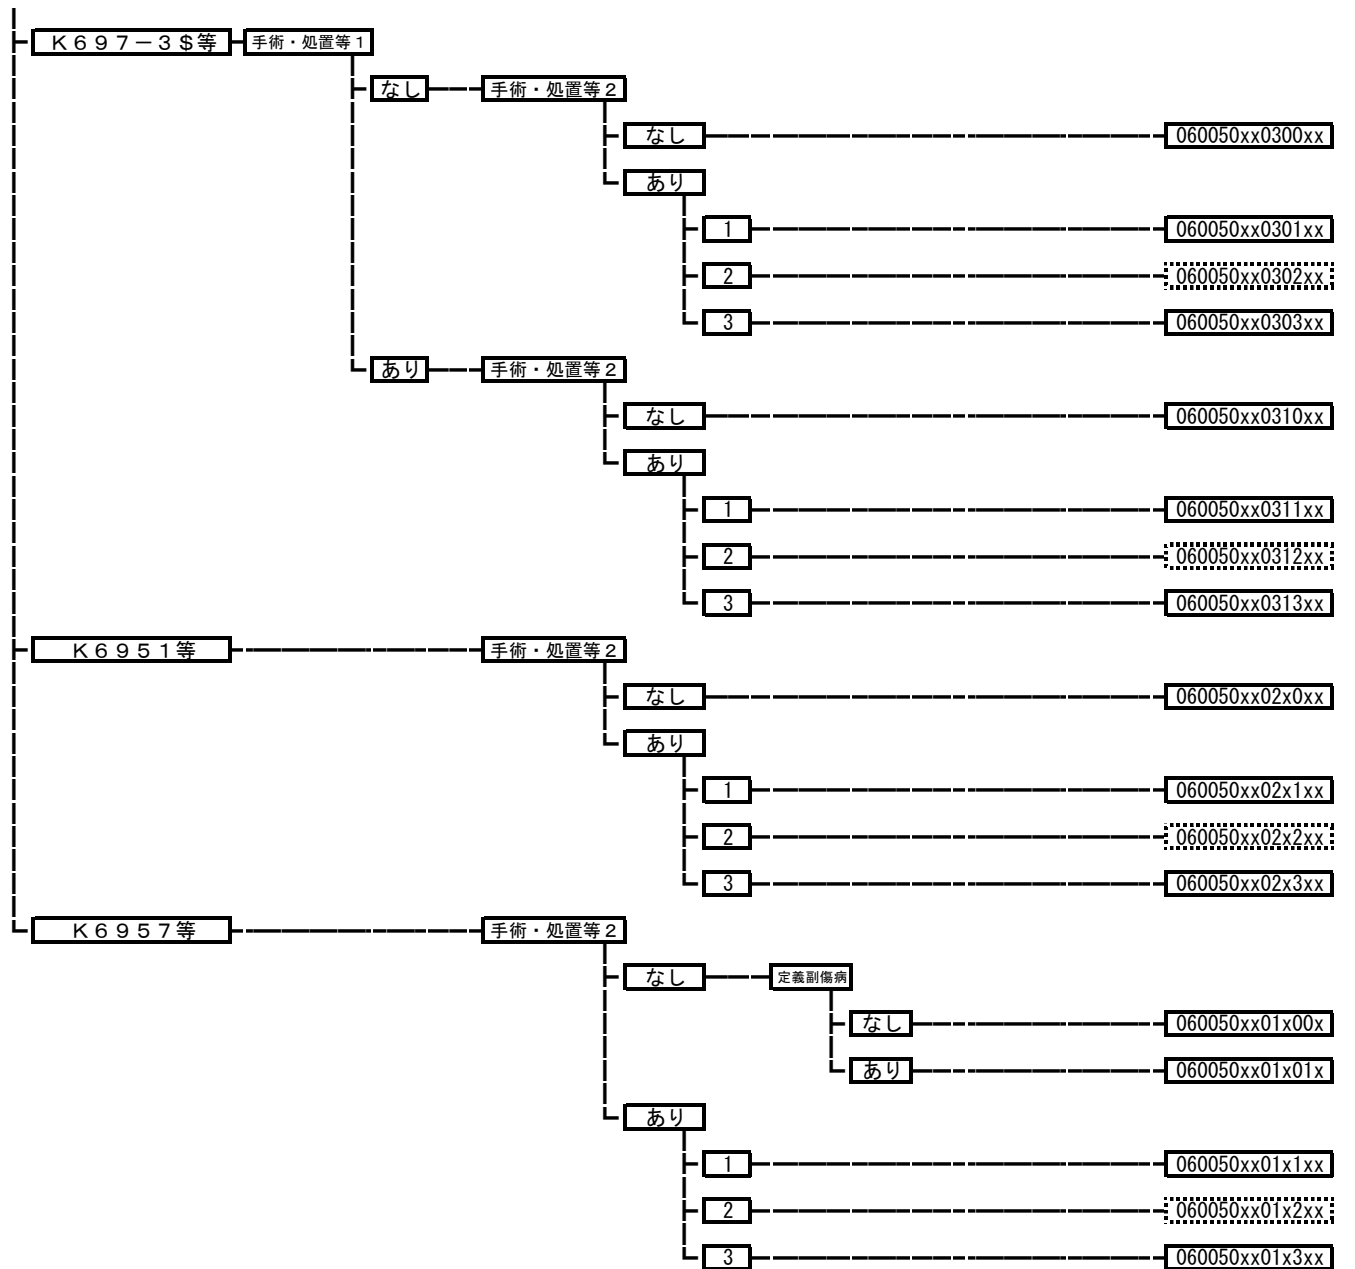 K697－3$等 手術・処置等1
なし 手術・処置等2
なし 060050xx0300xx
あり
1 060050xx0301xx
2 060050xx0302xx
3 060050xx0303xx
あり 手術・処置等2
なし 060050xx0310xx
あり
1 060050xx0311xx
2 060050xx0312xx
3 060050xx0313xx
K6951等 手術・処置等2
なし 060050xx02x0xx
あり
1 060050xx02x1xx
2 060050xx02x2xx
3 060050xx02x3xx
K6957等 手術・処置等2
なし 定義副傷病
なし 060050xx01x00x
あり 060050xx01x01x
あり
1 060050xx01x1xx
2 060050xx01x2xx
3 060050xx01x3xx